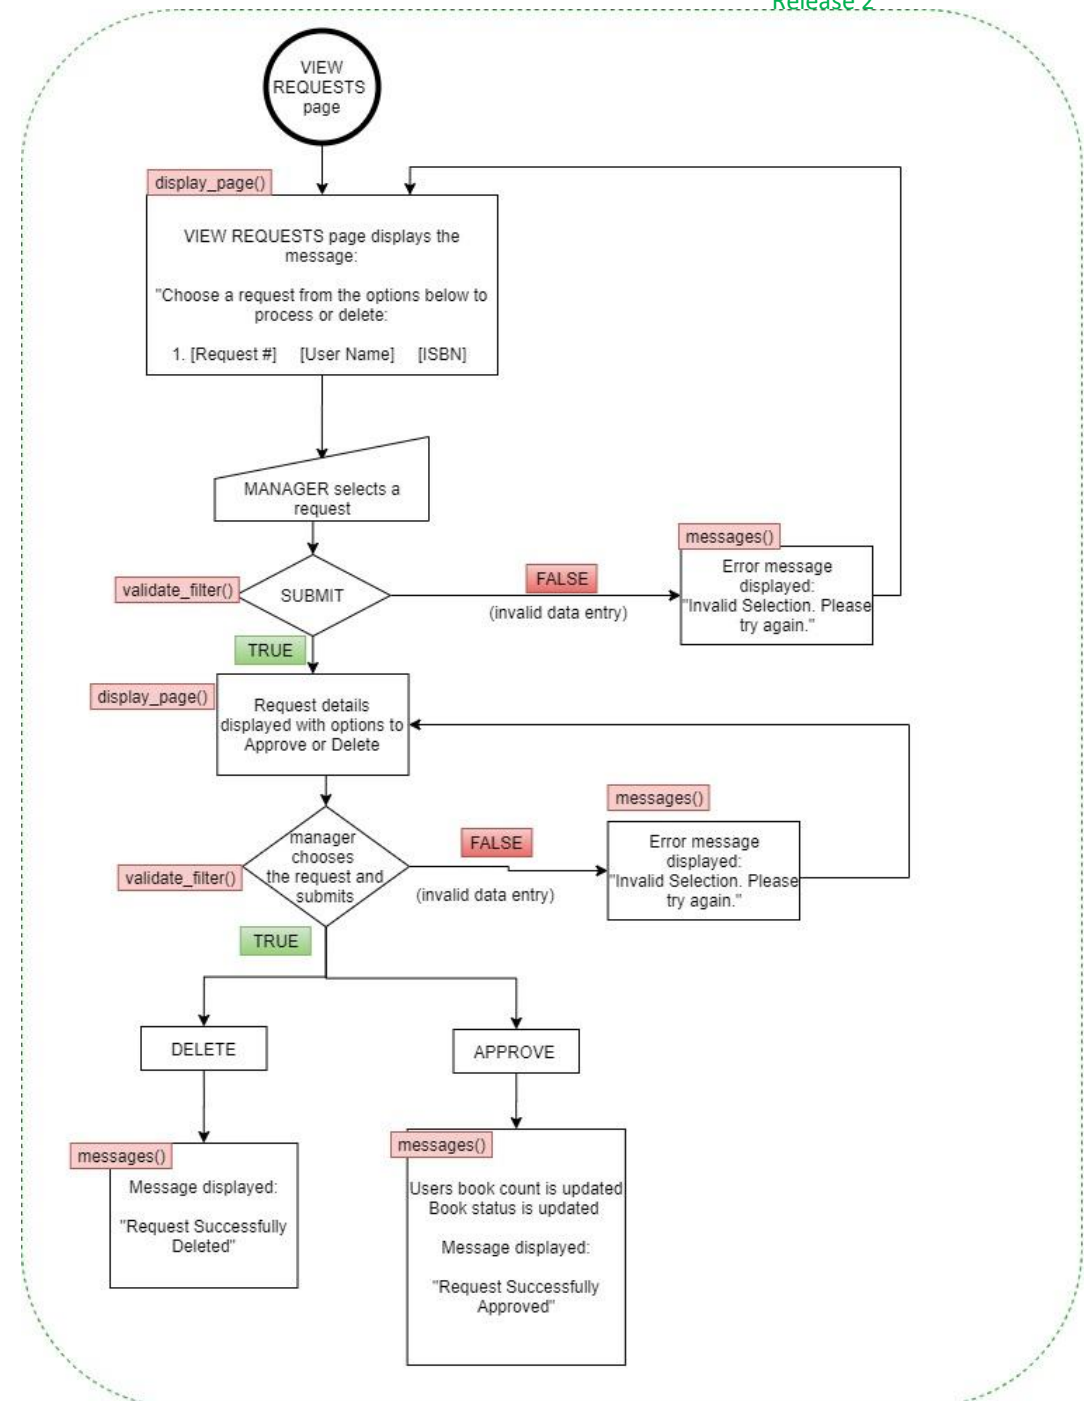 Release 2
VIEW
REQUESTS
page
display_page()
VIEW REQUESTS page displays the
message:
"Choose a request from the options below to
process or delete:
1. [Request #] [User Name] [ISBN]
MANAGER selects a
request
messages()
Error message
displayed:
"Invalid Selection. Please
try again."
validate_filter()
SUBMIT
FALSE
(invalid data entry)
TRUE
display_page()
Request details
displayed with options to
Approve or Delete
messages()
Error message
displayed:
"Invalid Selection. Please
try again."
manager
chooses
the request and
submits
validate_filter()
FALSE
(invalid data entry)
TRUE
DELETE
APPROVE
messages()
Message displayed:
"Request Successfully
Deleted"
messages()
Users book count is updated
Book status is updated
Message displayed:
"Request Successfully
Approved"